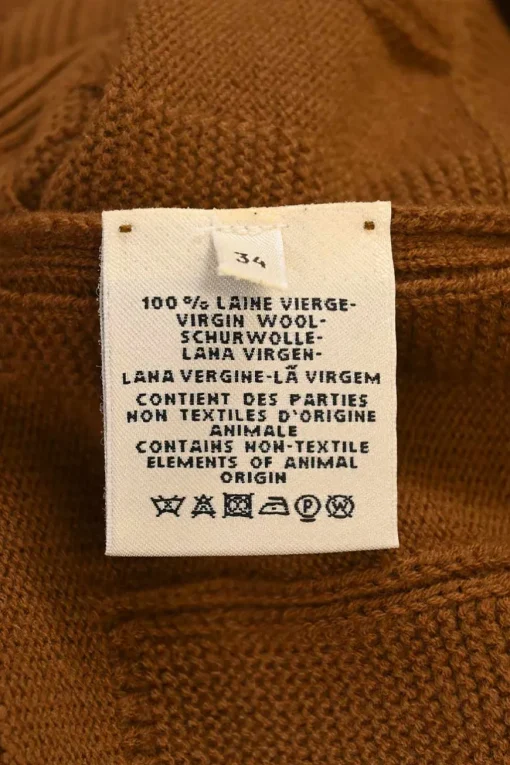 34
100% LAINE VIERGE-
VIRGIN WOOL-
SCHURWOLLE-
LANA VIRGEN-
LANA VERGINE-LÃ VIRGEM
CONTIENT DES PARTIES
NON TEXTILES D'ORIGINE
ANIMALE
CONTAINS NON-TEXTILE
ELEMENTS OF ANIMAL
ORIGIN
P W